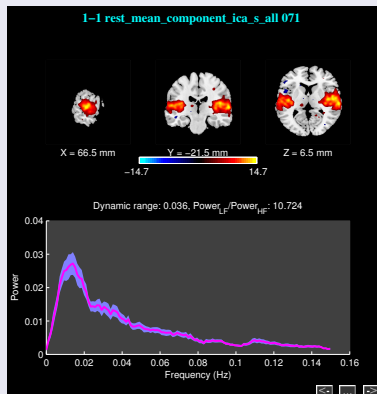 1-1 rest_mean_component_ica_s_all 071
X = 66.5 mm
Y = −21.5 mm
Z = 6.5 mm
−14.7
14.7
Dynamic range: 0.036, Power_LF/Power_HF: 10.724
0.04
0.03
0.02
0.01
0
Power
0
0.02
0.04
0.06
0.08
0.1
0.12
0.14
0.16
Frequency (Hz)
<- ... ->